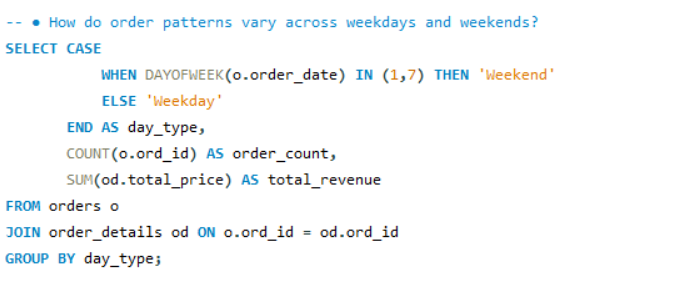 -- • How do order patterns vary across weekdays and weekends?
SELECT CASE
WHEN DAYOFWEEK(o.order_date) IN (1,7) THEN 'Weekend'
ELSE 'Weekday'
END AS day_type,
COUNT(o.ord_id) AS order_count,
SUM(od.total_price) AS total_revenue
FROM orders o
JOIN order_details od ON o.ord_id = od.ord_id
GROUP BY day_type;